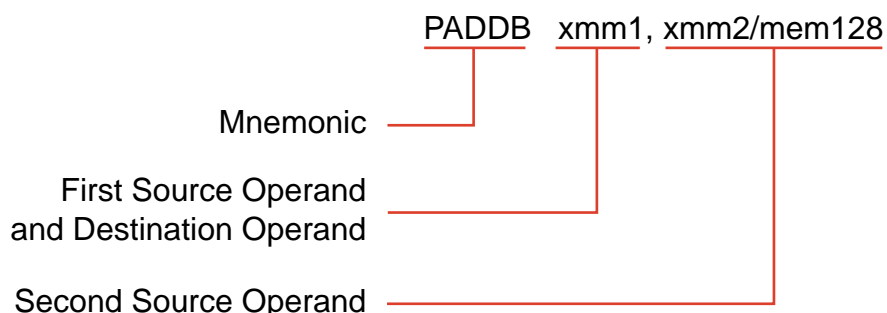 PADDB xmm1, xmm2/mem128
Mnemonic
First Source Operand
and Destination Operand
Second Source Operand